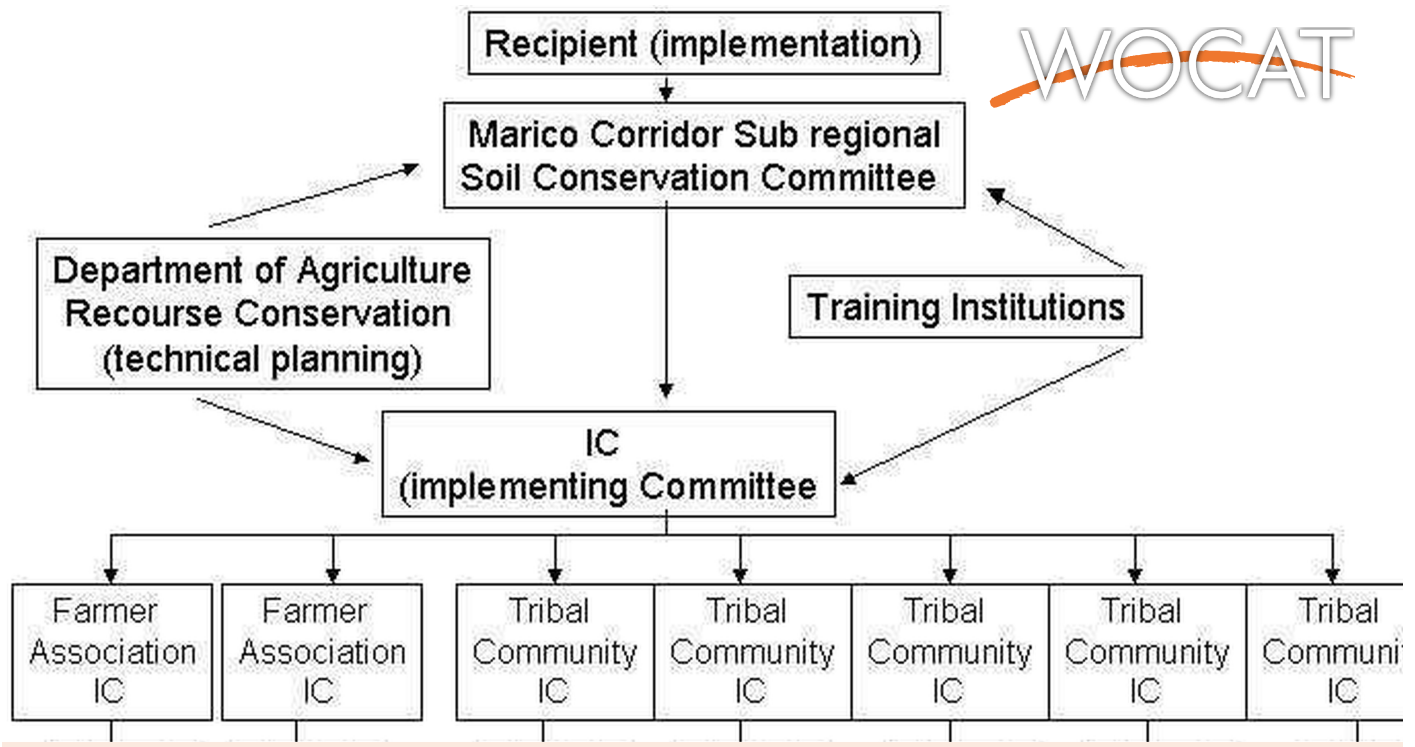 Recipient (implementation)
WOCAT
Marico Corridor Sub regional
Soil Conservation Committee
Department of Agriculture
Recourse Conservation
(technical planning)
Training Institutions
IC
(implementing Committee
Farmer
Association
IC
Farmer
Association
IC
Tribal
Community
IC
Tribal
Community
IC
Tribal
Community
IC
Tribal
Community
IC
Tribal
Communi
IC